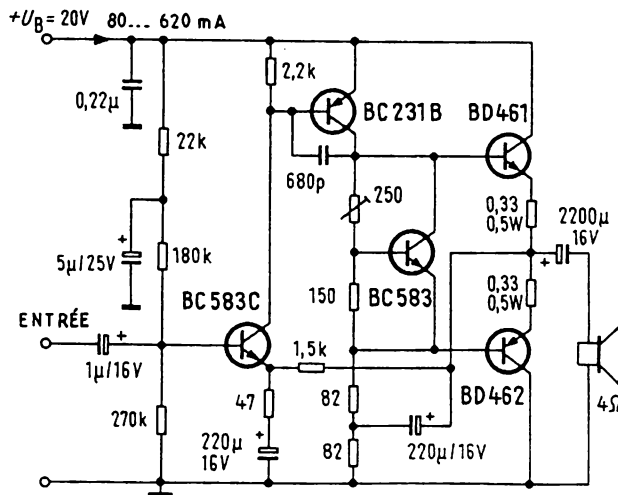 +U_B = 20V 80... 620 mA
2,2k
0,22µ
BC231B
BD461
22k
680p
250
0,33
0,5W
2200µ
16V
+
5µ/25V
+
180k
BC583C
BC583
150
0,33
0,5W
ENTRÉE
+
1µ/16V
1,5k
BD462
4Ω
47
82
270k
220µ
16V
+
82
+
220µ/16V